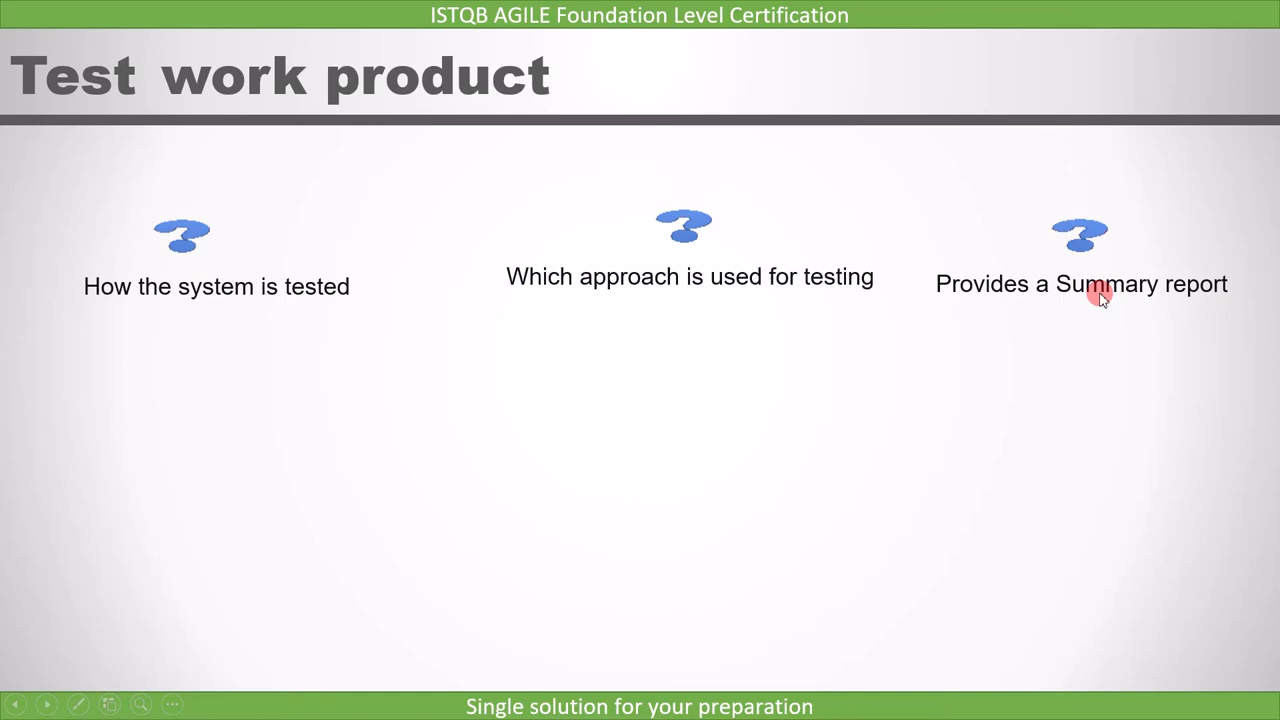 ISTQB AGILE Foundation Level Certification
Test work product
How the system is tested
Which approach is used for testing
Provides a Summary report
Single solution for your preparation